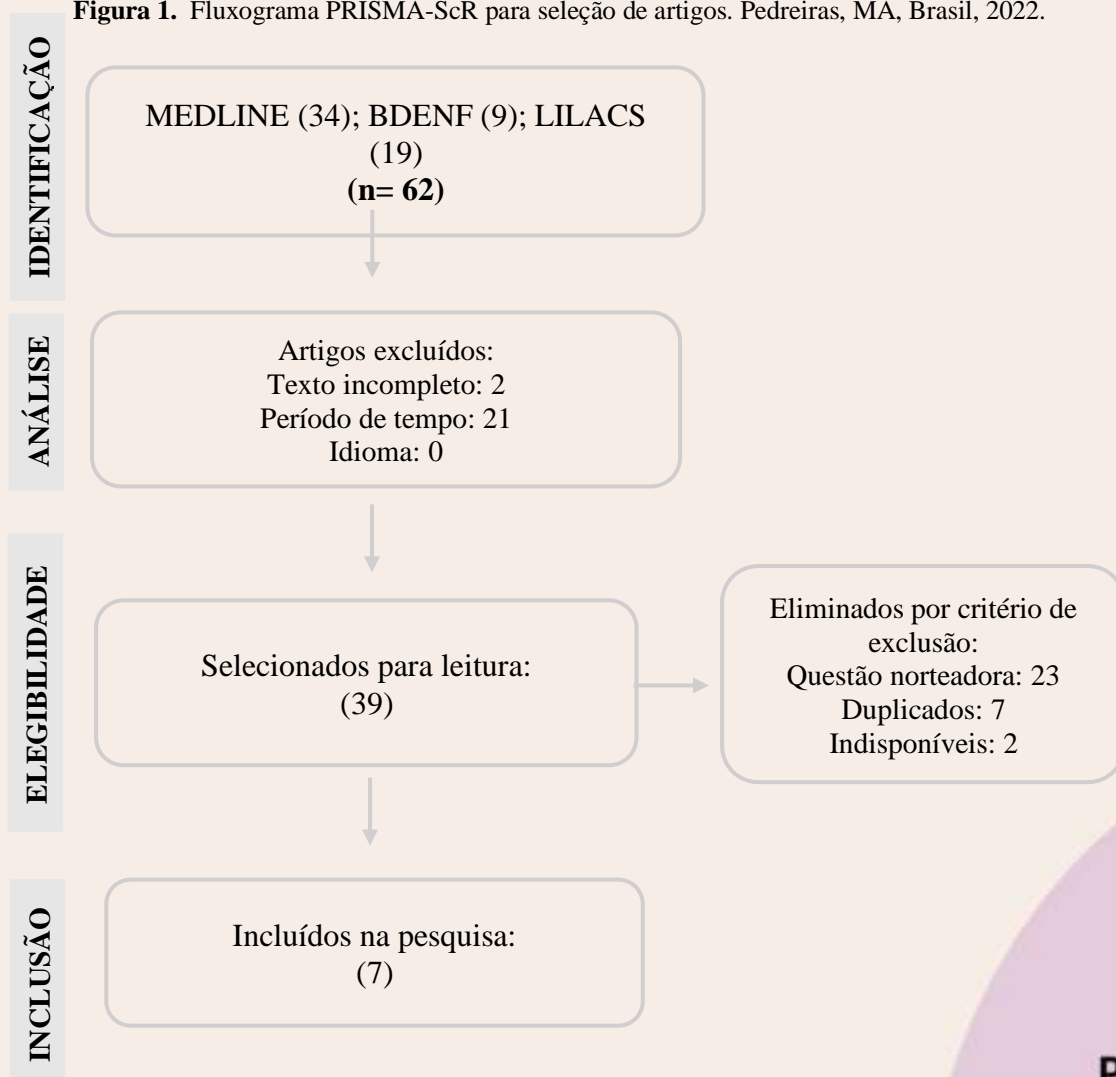 Figura 1. Fluxograma PRISMA-ScR para seleção de artigos. Pedreiras, MA, Brasil, 2022.
IDENTIFICAÇÃO
MEDLINE (34); BDENF (9); LILACS
(19)
(n= 62)
ANÁLISE
Artigos excluídos:
Texto incompleto: 2
Período de tempo: 21
Idioma: 0
ELEGIBILIDADE
Selecionados para leitura:
(39)
Eliminados por critério de
exclusão:
Questão norteadora: 23
Duplicados: 7
Indisponíveis: 2
INCLUSÃO
Incluídos na pesquisa:
(7)